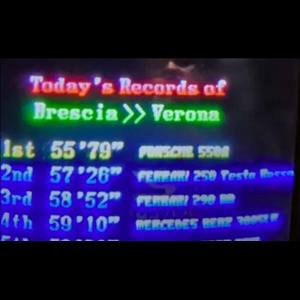 Today's Records of
Brescia>>Verona
1st 55'79" PORSCHE 550A
2nd 57'26" FERRARI 250 Testa Rossa
3rd 58'52" FERRARI 290 MM
4th 59'10" MERCEDES BENZ 300SLR